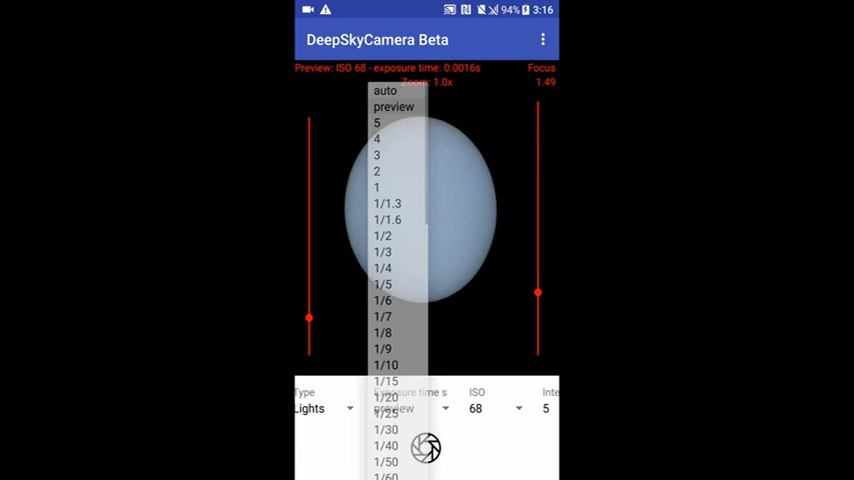 94% 3:16
DeepSkyCamera Beta
Preview: ISO 68 - exposure time: 0.0016s
Focus
Zoom: 1.0x
1.49
auto
preview
5
4
3
2
1
1/1.3
1/1.6
1/2
1/3
1/4
1/5
1/6
1/7
1/8
1/9
1/10
1/15
1/20
1/25
1/30
1/40
1/50
1/60
Type
Exposure time s
ISO
Inte
Lights
preview
68
5